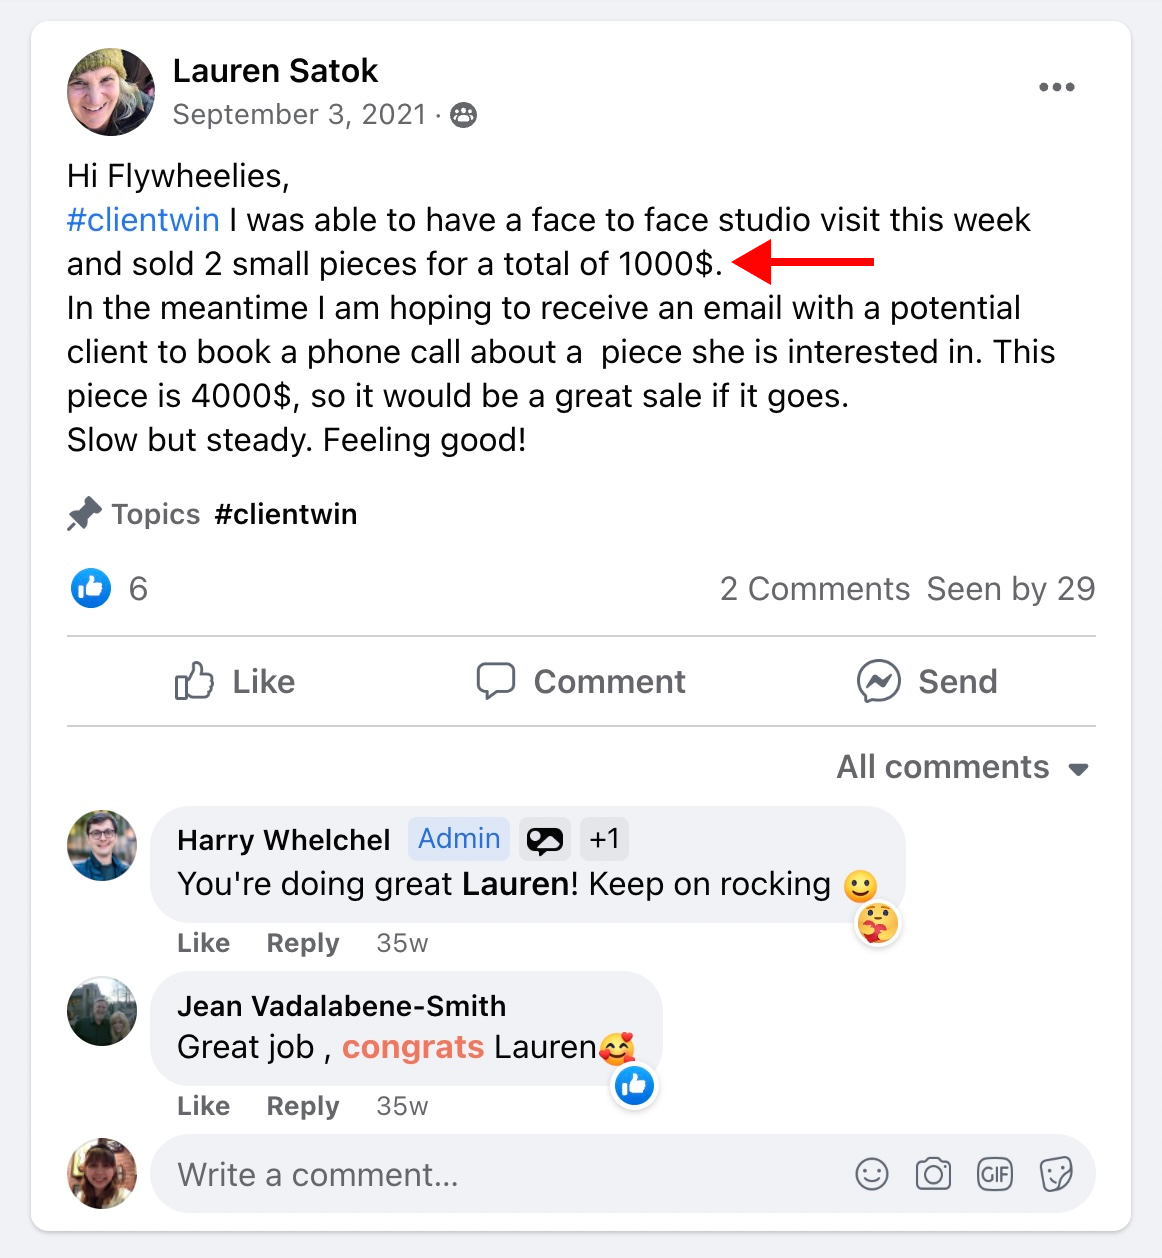 Lauren Satok
September 3, 2021 ·
Hi Flywheelies,
#clientwin I was able to have a face to face studio visit this week
and sold 2 small pieces for a total of 1000$.
In the meantime I am hoping to receive an email with a potential
client to book a phone call about a  piece she is interested in. This
piece is 4000$, so it would be a great sale if it goes.
Slow but steady. Feeling good!
Topics #clientwin
6 2 Comments Seen by 29
Like Comment Send
All comments
Harry Whelchel Admin +1
You're doing great Lauren! Keep on rocking 🙂
Like Reply 35w
Jean Vadalabene-Smith
Great job , congrats Lauren🥰
Like Reply 35w
Write a comment...
GIF